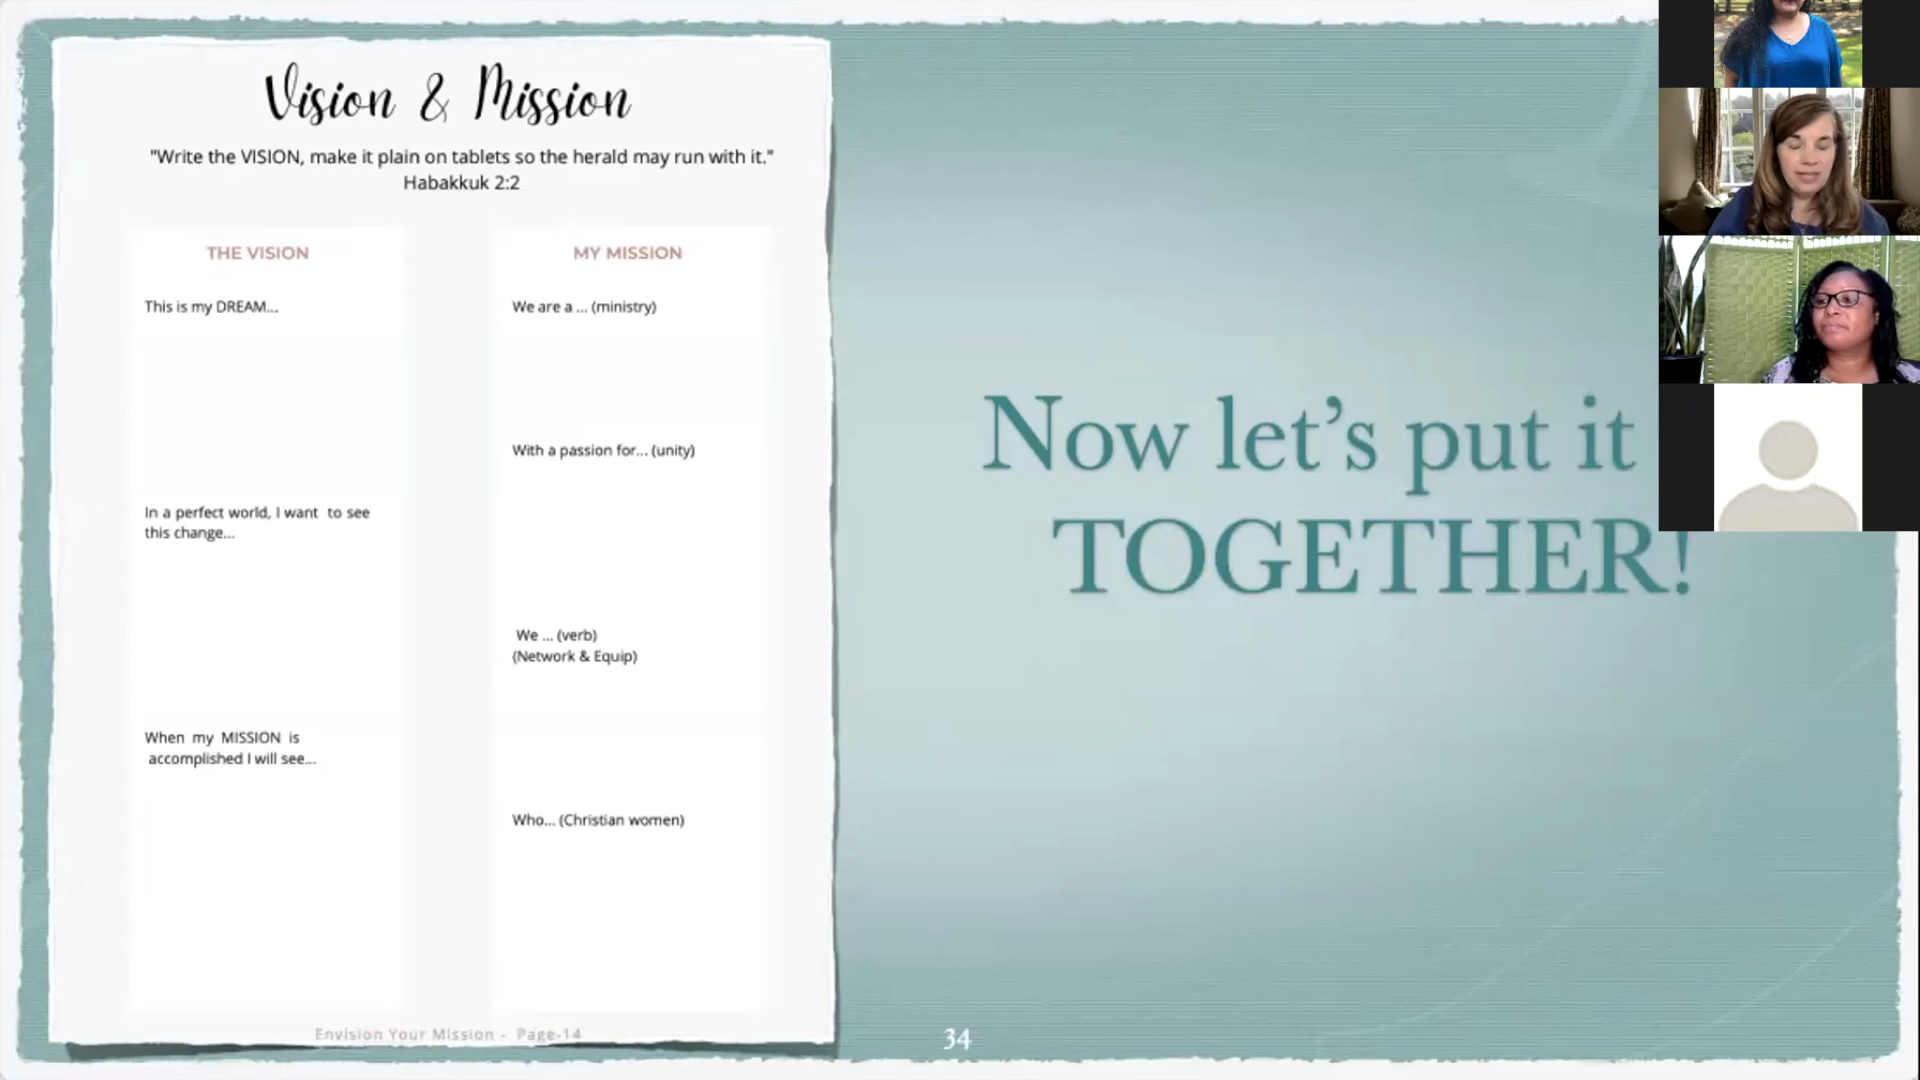 Vision & Mission
"Write the VISION, make it plain on tablets so the herald may run with it."
Habakkuk 2:2
THE VISION
This is my DREAM...
In a perfect world, I want to see
this change...
When my MISSION is
accomplished I will see...
MY MISSION
We are a ... (ministry)
With a passion for... (unity)
We ... (verb)
(Network & Equip)
Who... (Christian women)
Envision Your Mission - Page-14
Now let's put it
TOGETHER!
34